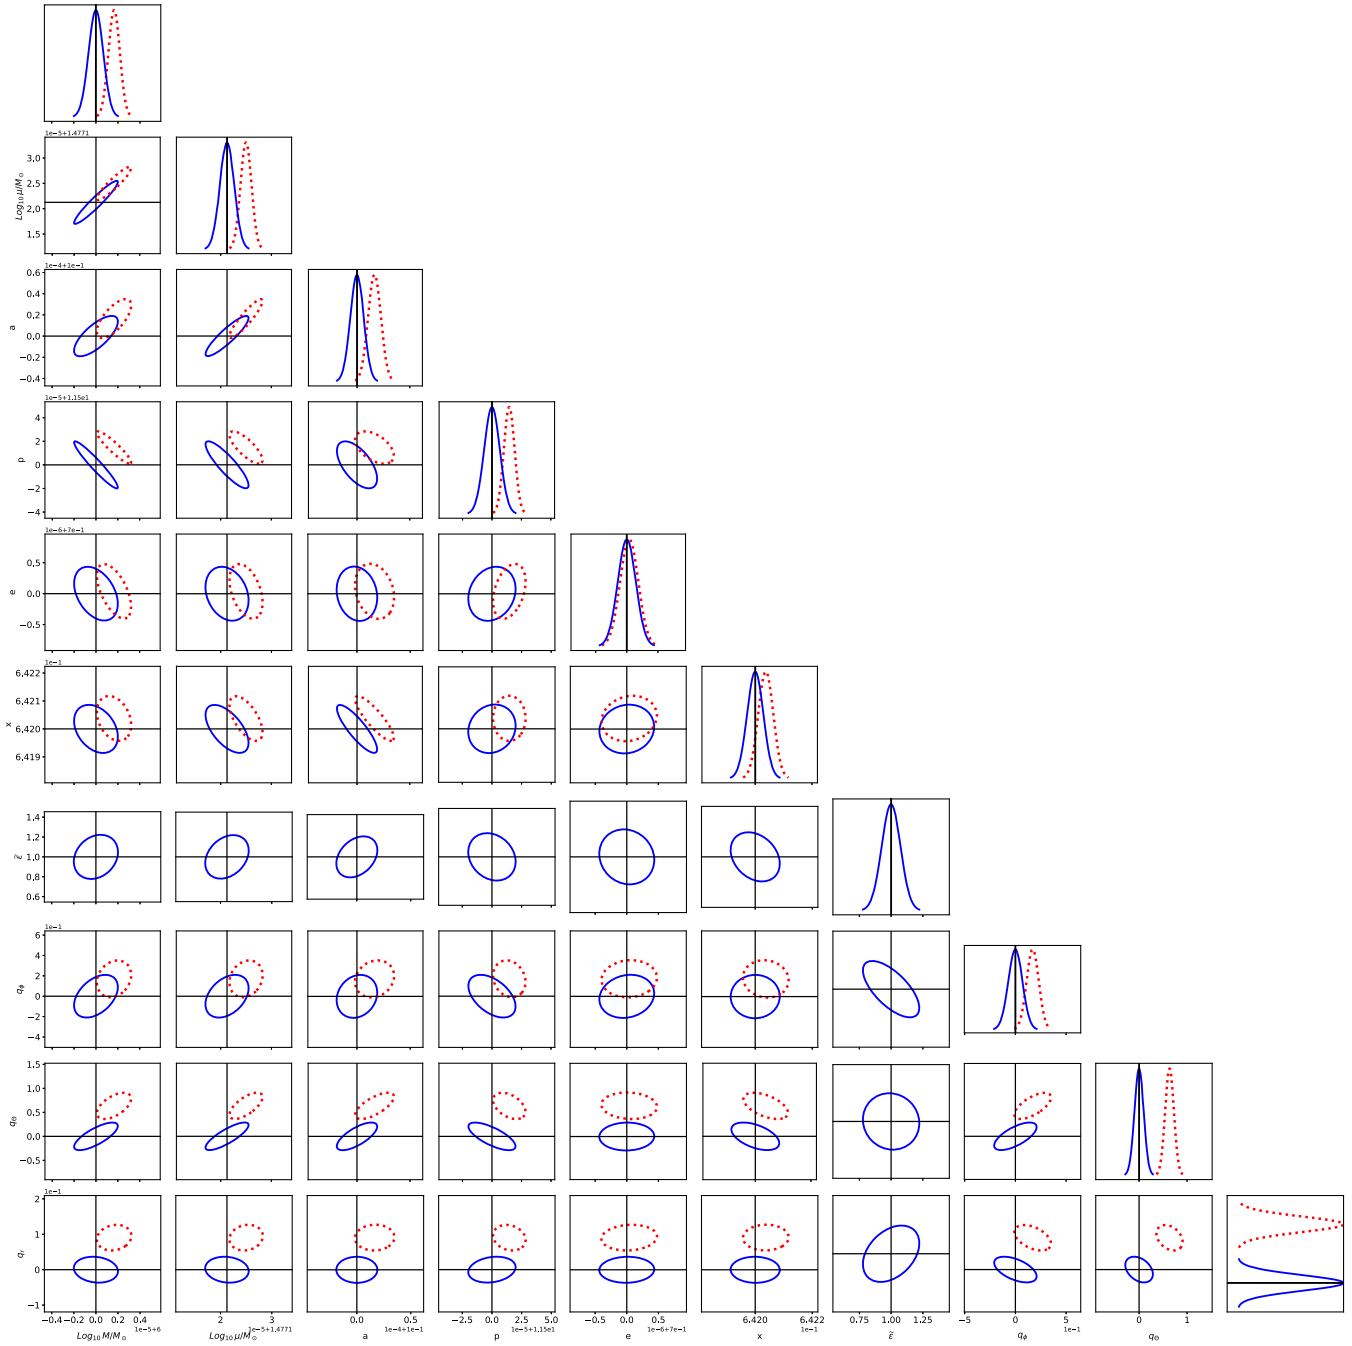 1e−5+1.4771
3.0
2.5
2.0
1.5
Log₁₀ μ/M⊙
1e−4+1e−1
0.6
0.4
0.2
0.0
−0.2
−0.4
a
1e−5+1.15e1
4
2
0
−2
−4
p
1e−6+7e−1
0.5
0.0
−0.5
e
1e−1
6,422
6,421
6,420
6,419
x
1.4
1.2
1.0
0.8
0.6
ε̃
1e−1
6
4
2
0
−2
−4
qϕ
1.5
1.0
0.5
0.0
−0.5
qΘ
1e−1
2
1
0
−1
qr
−0.4 −0.2 0.0 0.2 0.4
1e−5+6
Log₁₀ M/M⊙
2 3
1e−5+1.4771
Log₁₀ μ/M⊙
0.0 0.5
1e−4+1e−1
a
−2.5 0.0 2.5 5.0
1e−5+1.15e1
p
−0.5 0.0 0.5
1e−6+7e−1
e
6.420 6.422
1e−1
x
0.75 1.00 1.25
ε̃
−5 0 5
1e−1
qϕ
0 1
qΘ